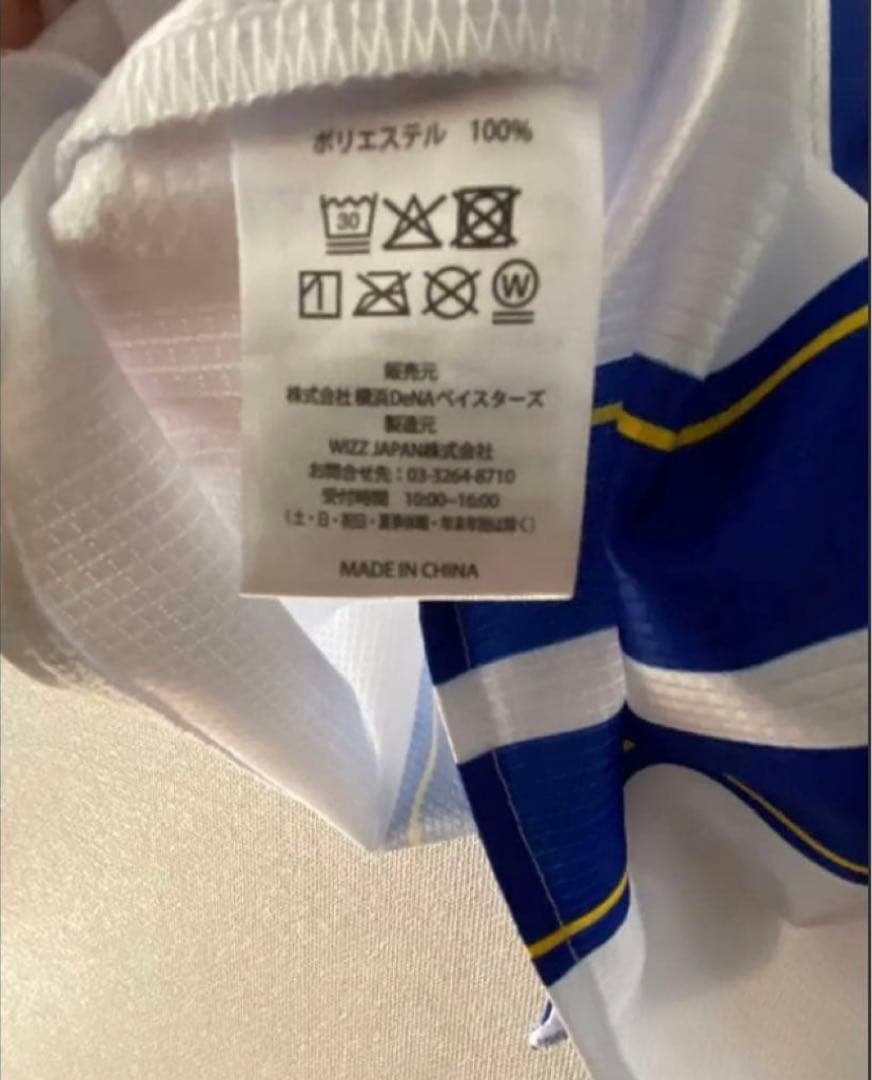 ポリエステル 100%
30
W
販売元
株式会社 横浜DeNAベイスターズ
製造元
WIZZ JAPAN株式会社
お問合せ先：03-3264-8710
受付時間 10:00~16:00
（土・日・祝日・夏季休暇・年末年始は除く）
MADE IN CHINA